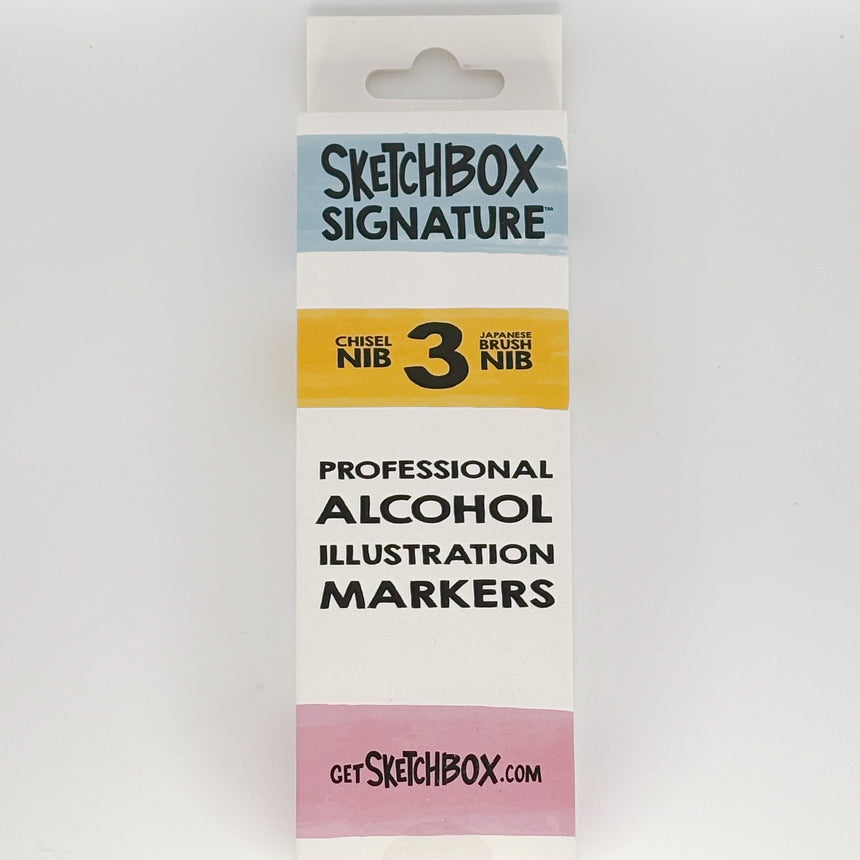 SKETCHBOX
SIGNATURE™
CHISEL
NIB
3
JAPANESE
BRUSH
NIB
PROFESSIONAL
ALCOHOL
ILLUSTRATION
MARKERS
GETSKETCHBOX.COM